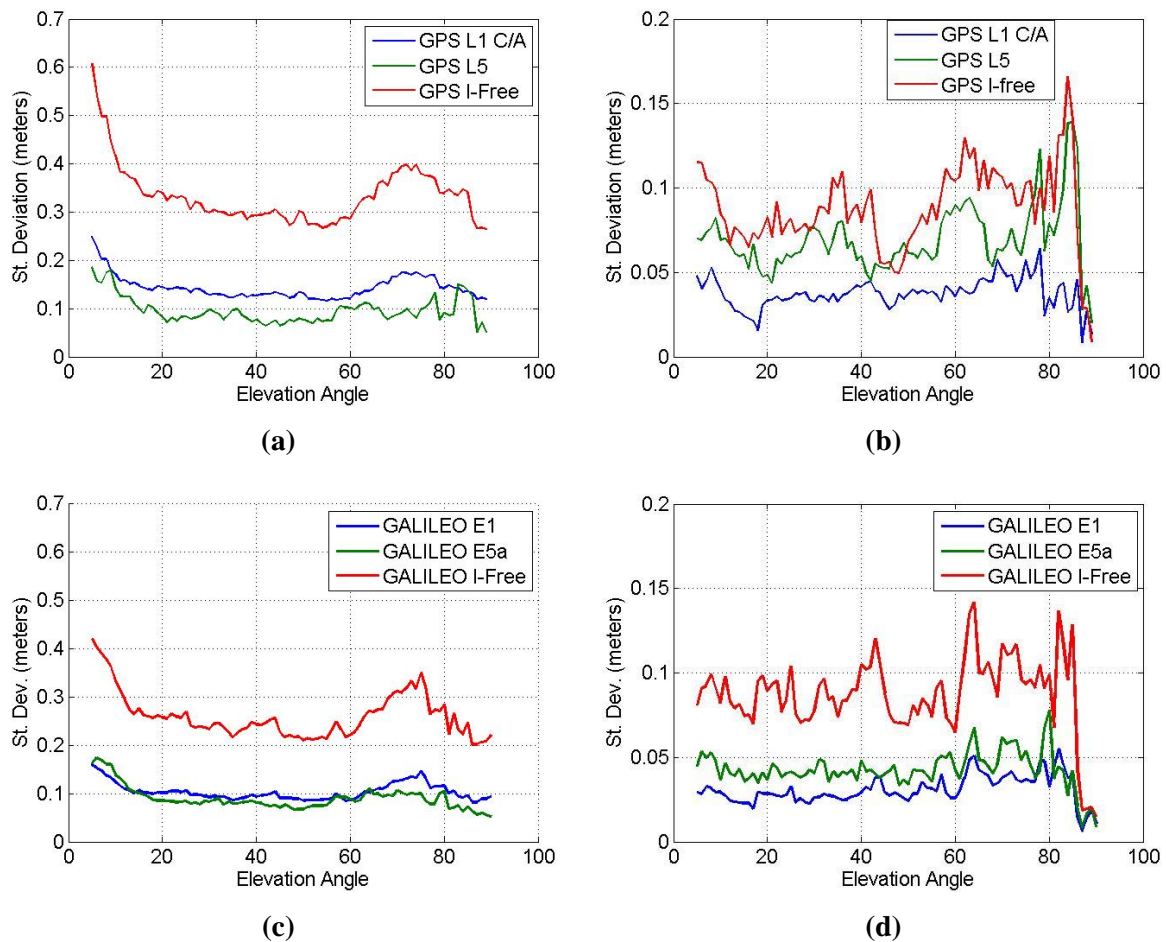 0.7
0.6
0.5
0.4
0.3
0.2
0.1
0
St. Deviation (meters)
GPS L1 C/A
GPS L5
GPS I-Free
0 20 40 60 80 100
Elevation Angle
(a)
0.2
0.15
0.1
0.05
0
St. Deviation (meters)
GPS L1 C/A
GPS L5
GPS I-free
0 20 40 60 80 100
Elevation Angle
(b)
0.7
0.6
0.5
0.4
0.3
0.2
0.1
0
St. Dev. (meters)
GALILEO E1
GALILEO E5a
GALILEO I-Free
0 20 40 60 80 100
Elevation Angle
(c)
0.2
0.15
0.1
0.05
0
St. Dev. (meters)
GALILEO E1
GALILEO E5a
GALILEO I-Free
0 20 40 60 80 100
Elevation Angle
(d)